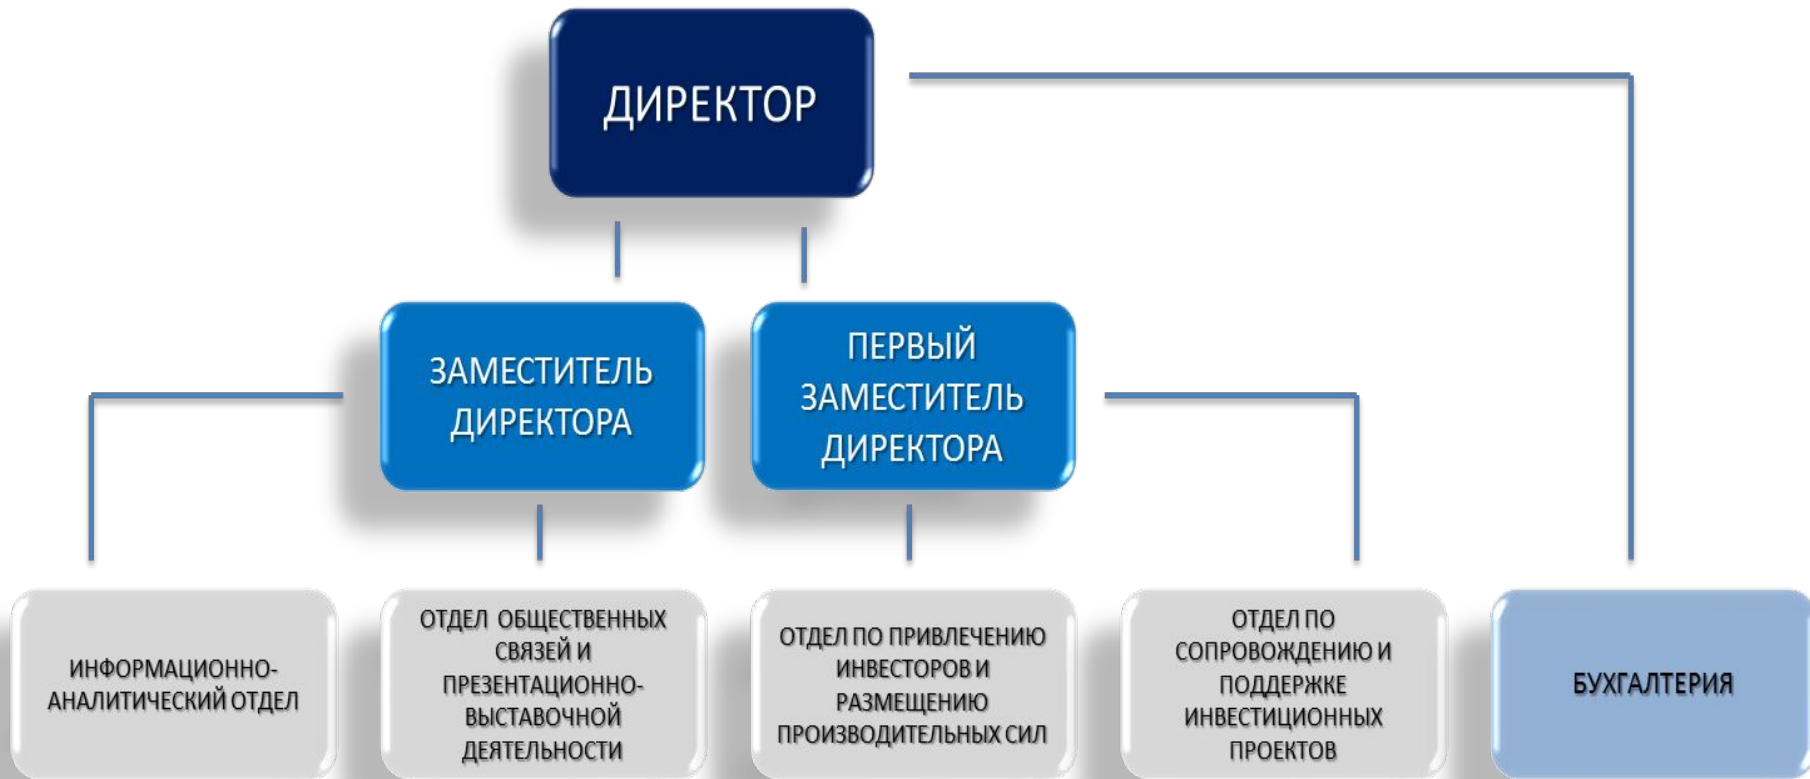 ДИРЕКТОР
ЗАМЕСТИТЕЛЬ
ДИРЕКТОРА
ПЕРВЫЙ
ЗАМЕСТИТЕЛЬ
ДИРЕКТОРА
ИНФОРМАЦИОННО-
АНАЛИТИЧЕСКИЙ ОТДЕЛ
ОТДЕЛ ОБЩЕСТВЕННЫХ
СВЯЗЕЙ И
ПРЕЗЕНТАЦИОННО-
ВЫСТАВОЧНОЙ
ДЕЯТЕЛЬНОСТИ
ОТДЕЛ ПО ПРИВЛЕЧЕНИЮ
ИНВЕСТОРОВ И
РАЗМЕЩЕНИЮ
ПРОИЗВОДИТЕЛЬНЫХ СИЛ
ОТДЕЛ ПО
СОПРОВОЖДЕНИЮ И
ПОДДЕРЖКЕ
ИНВЕСТИЦИОННЫХ
ПРОЕКТОВ
БУХГАЛТЕРИЯ